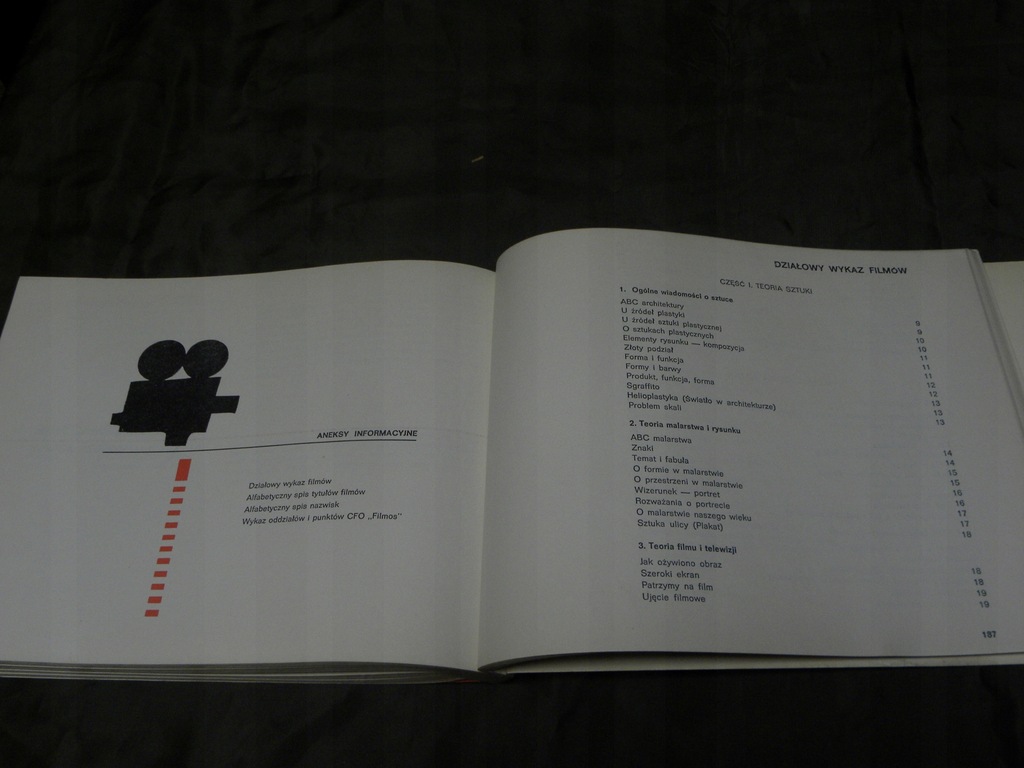 ANEKSY INFORMACYJNE
Działowy wykaz filmów
Alfabetyczny spis tytułów filmów
Alfabetyczny spis nazwisk
Wykaz oddziałów i punktów CFO „Filmos”
DZIAŁOWY WYKAZ FILMÓW
CZĘŚĆ I. TEORIA SZTUKI
1. Ogólne wiadomości o sztuce
ABC architektury 9
U źródeł plastyki 9
U źródeł sztuki plastycznej 10
O sztukach plastycznych 10
Elementy rysunku — kompozycja 11
Złoty podział 11
Forma i funkcja 11
Formy i barwy 12
Produkt, funkcja, forma 12
Sgraffito 13
Helioplastyka (Światło w architekturze) 13
Problem skali 13
2. Teoria malarstwa i rysunku
ABC malarstwa 14
Znaki 14
Temat i fabuła 15
O formie w malarstwie 15
O przestrzeni w malarstwie 16
Wizerunek — portret 16
Rozważania o portrecie 17
O malarstwie naszego wieku 17
Sztuka ulicy (Plakat) 18
3. Teoria filmu i telewizji
Jak ożywiono obraz 18
Szeroki ekran 18
Patrzymy na film 19
Ujęcie filmowe 19
187